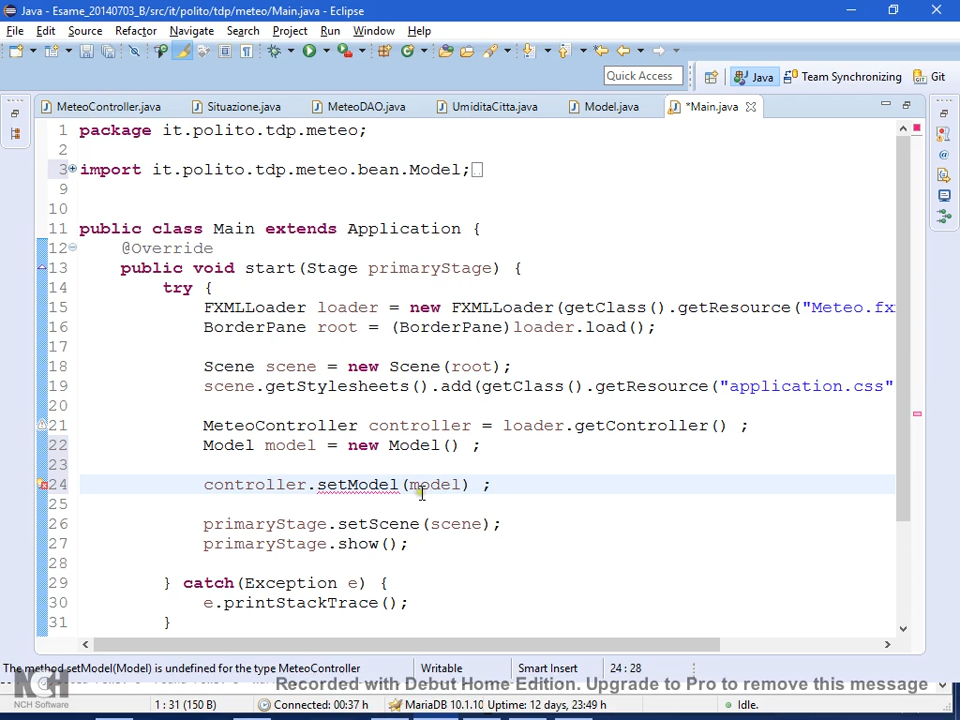 Java - Esame_20140703_B/src/it/polito/tdp/meteo/Main.java - Eclipse
File Edit Source Refactor Navigate Search Project Run Window Help
Quick Access Java Team Synchronizing Git
MeteoController.java Situazione.java MeteoDAO.java UmiditaCitta.java Model.java *Main.java
1 package it.polito.tdp.meteo;
2
3 import it.polito.tdp.meteo.bean.Model;
9
10
11 public class Main extends Application {
12 @Override
13 public void start(Stage primaryStage) {
14 try {
15 FXMLLoader loader = new FXMLLoader(getClass().getResource("Meteo.fx
16 BorderPane root = (BorderPane)loader.load();
17
18 Scene scene = new Scene(root);
19 scene.getStylesheets().add(getClass().getResource("application.css"
20
21 MeteoController controller = loader.getController() ;
22 Model model = new Model() ;
23
24 controller.setModel(model) ;
25
26 primaryStage.setScene(scene);
27 primaryStage.show();
28
29 } catch(Exception e) {
30 e.printStackTrace();
31 }
The method setModel(Model) is undefined for the type MeteoController Writable Smart Insert 24 : 28
NCH Recorded with Debut Home Edition. Upgrade to Pro to remove this message
NCH Software 1 : 31 (150 B) Connected: 00:37 h MariaDB 10.1.10 Uptime: 12 days, 23:49 h Idle.